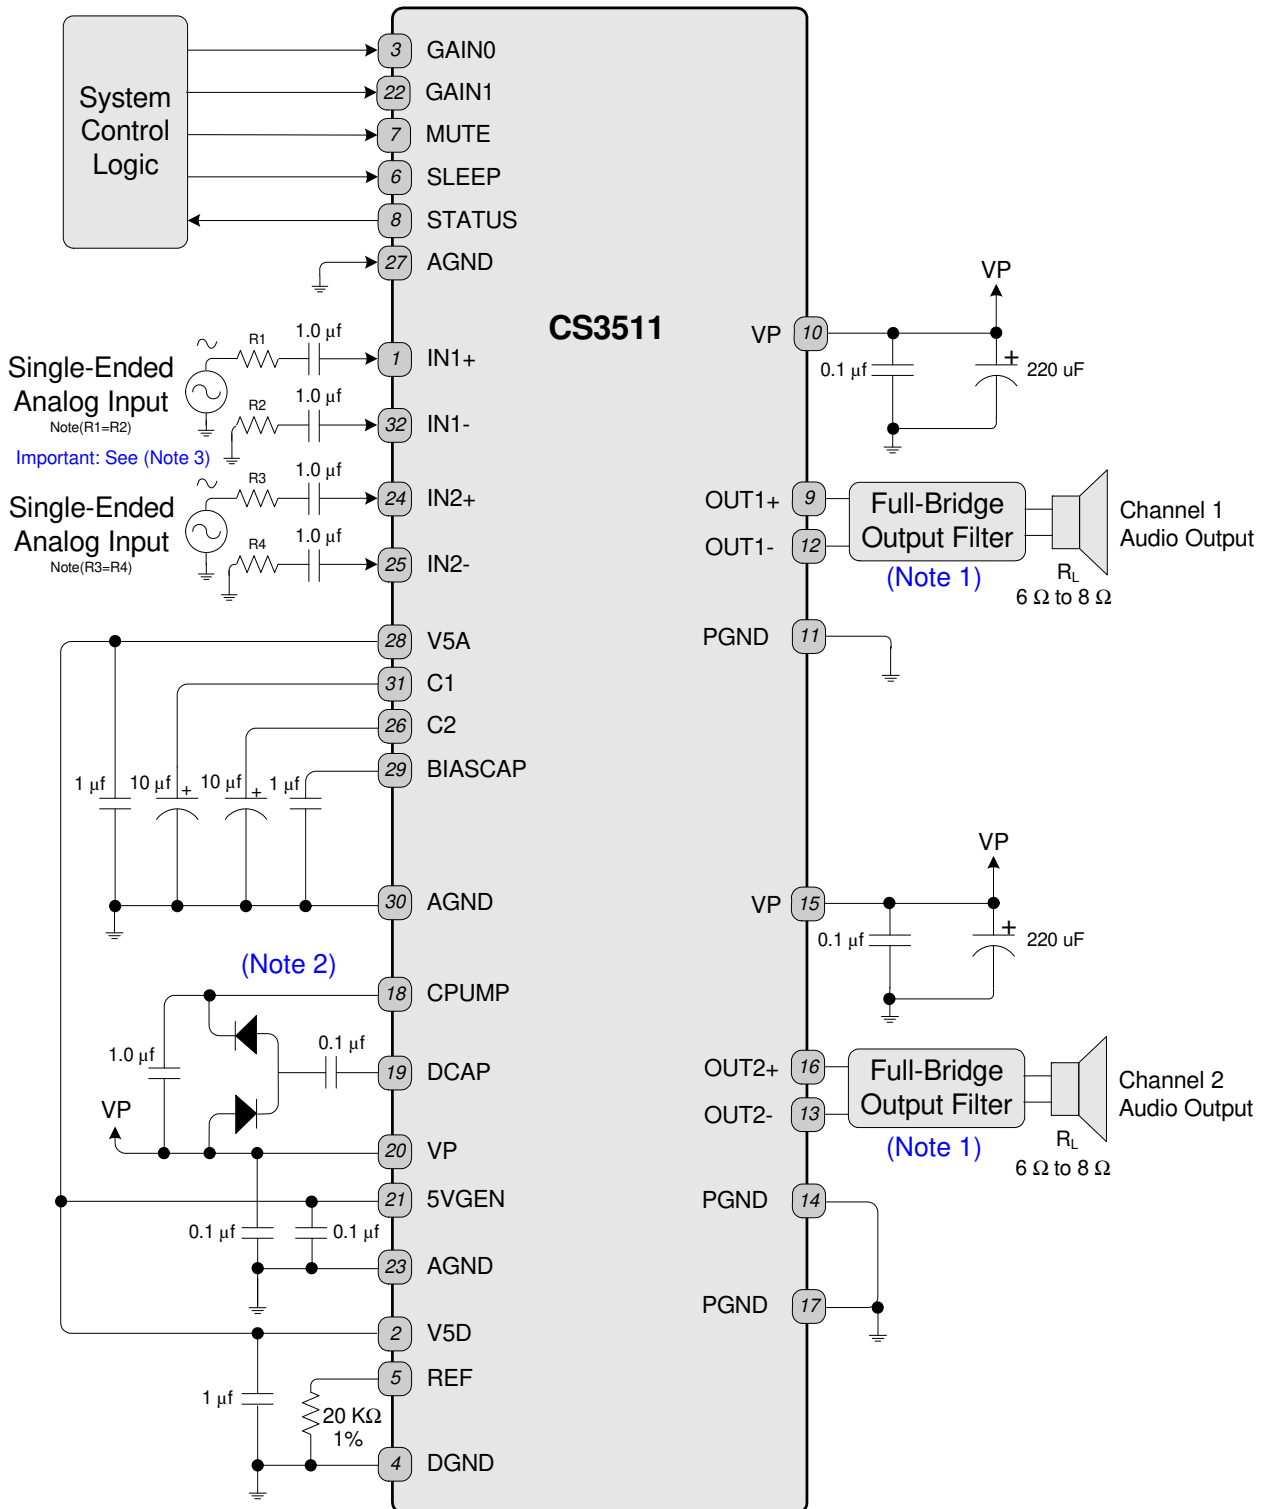 System
Control
Logic
3 GAIN0
22 GAIN1
7 MUTE
6 SLEEP
8 STATUS
27 AGND
CS3511
Single-Ended
Analog Input
Note(R1=R2)
R1
1.0 µf
1 IN1+
R2
1.0 µf
32 IN1-
Important: See (Note 3)
Single-Ended
Analog Input
Note(R3=R4)
R3
1.0 µf
24 IN2+
R4
1.0 µf
25 IN2-
28 V5A
31 C1
26 C2
29 BIASCAP
1 µf
10 µf
+
10 µf
+
1 µf
30 AGND
(Note 2)
18 CPUMP
1.0 µf
0.1 µf
19 DCAP
VP
20 VP
21 5VGEN
0.1 µf
0.1 µf
23 AGND
2 V5D
5 REF
1 µf
20 KΩ
1%
4 DGND
VP
VP 10
0.1 µf
+
220 uF
OUT1+ 9
OUT1- 12
Full-Bridge
Output Filter
(Note 1)
RL
6 Ω to 8 Ω
Channel 1
Audio Output
PGND 11
VP
VP 15
0.1 µf
+
220 uF
OUT2+ 16
OUT2- 13
Full-Bridge
Output Filter
(Note 1)
RL
6 Ω to 8 Ω
Channel 2
Audio Output
PGND 14
PGND 17